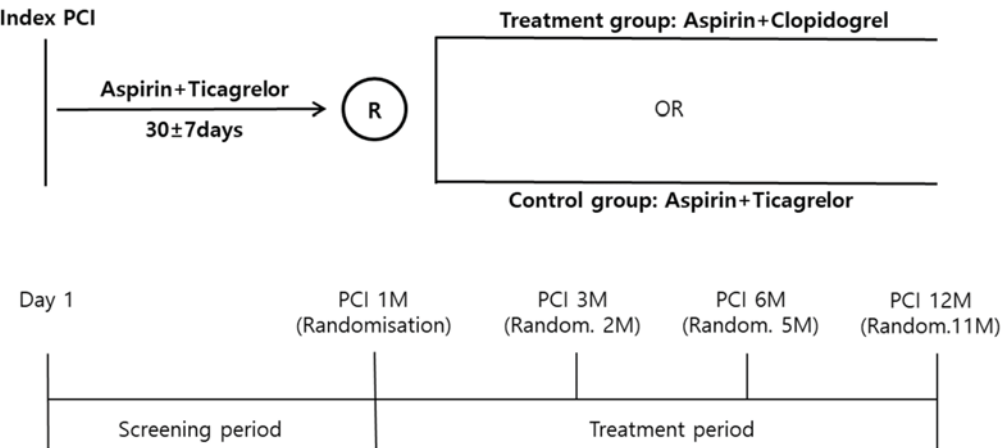 Index PCI
Treatment group: Aspirin+Clopidogrel
Aspirin+Ticagrelor
30±7days
R
OR
Control group: Aspirin+Ticagrelor
Day 1
PCI 1M
(Randomisation)
PCI 3M
(Random. 2M)
PCI 6M
(Random. 5M)
PCI 12M
(Random.11M)
Screening period
Treatment period